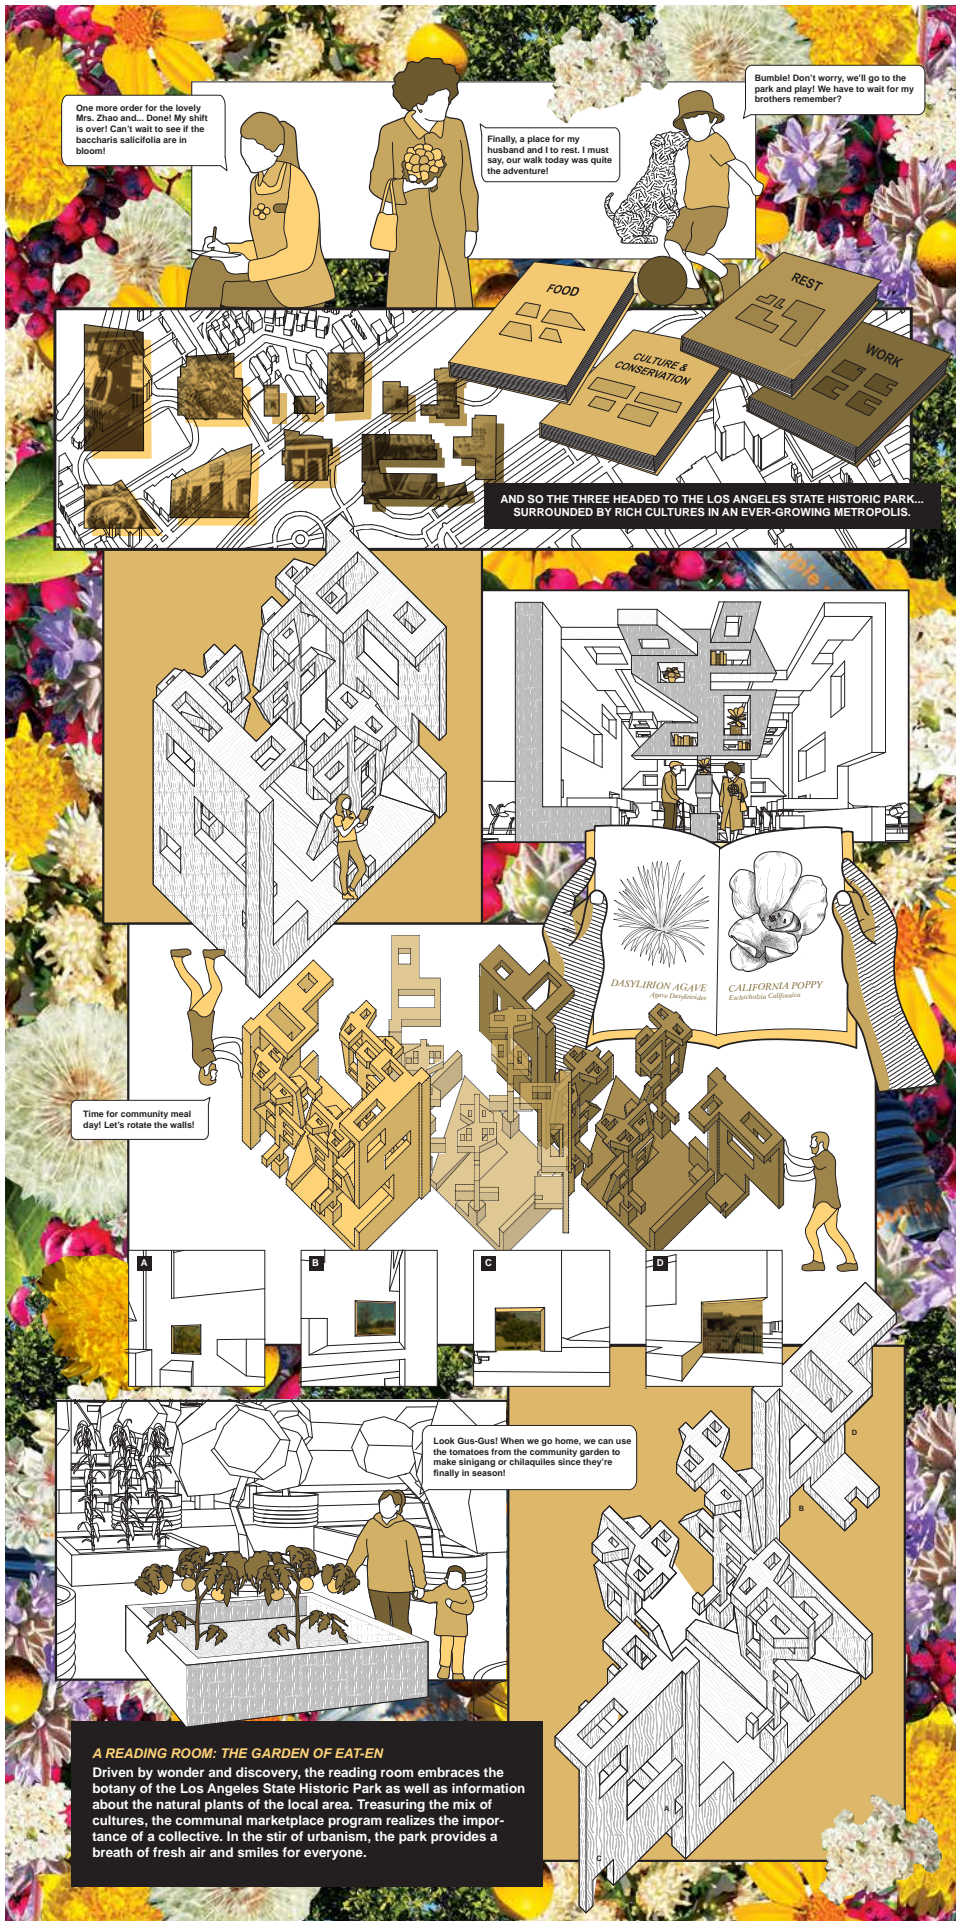 One more order for the lovely
Mrs. Zhao and... Done! My shift
is over! Can't wait to see if the
baccharis salicifolia are in
bloom!
Finally, a place for my
husband and I to rest. I must
say, our walk today was quite
the adventure!
Bumble! Don't worry, we'll go to the
park and play! We have to wait for my
brothers remember?
FOOD
CULTURE &
CONSERVATION
REST
WORK
AND SO THE THREE HEADED TO THE LOS ANGELES STATE HISTORIC PARK...
SURROUNDED BY RICH CULTURES IN AN EVER-GROWING METROPOLIS.
DASYLIRION AGAVE
Agave Dasylirioides
CALIFORNIA POPPY
Eschscholzia Californica
Time for community meal
day! Let's rotate the walls!
A
B
C
D
Look Gus-Gus! When we go home, we can use
the tomatoes from the community garden to
make sinigang or chilaquiles since they're
finally in season!
D
B
A
C
A READING ROOM: THE GARDEN OF EAT-EN
Driven by wonder and discovery, the reading room embraces the
botany of the Los Angeles State Historic Park as well as information
about the natural plants of the local area. Treasuring the mix of
cultures, the communal marketplace program realizes the impor-
tance of a collective. In the stir of urbanism, the park provides a
breath of fresh air and smiles for everyone.